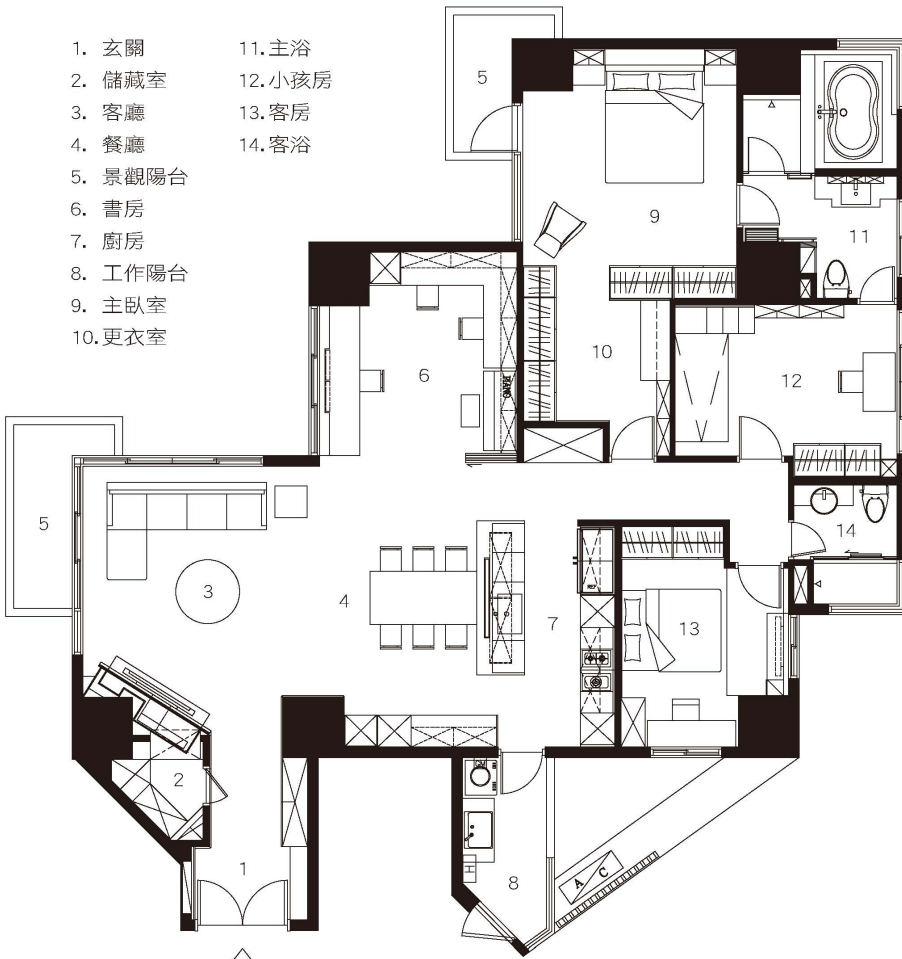 1. 玄關
2. 儲藏室
3. 客廳
4. 餐廳
5. 景觀陽台
6. 書房
7. 廚房
8. 工作陽台
9. 主臥室
10.更衣室
11.主浴
12.小孩房
13.客房
14.客浴
5
9
11
10
12
6
PIANO
5
3
4
7
13
14
2
1
8
H
A C